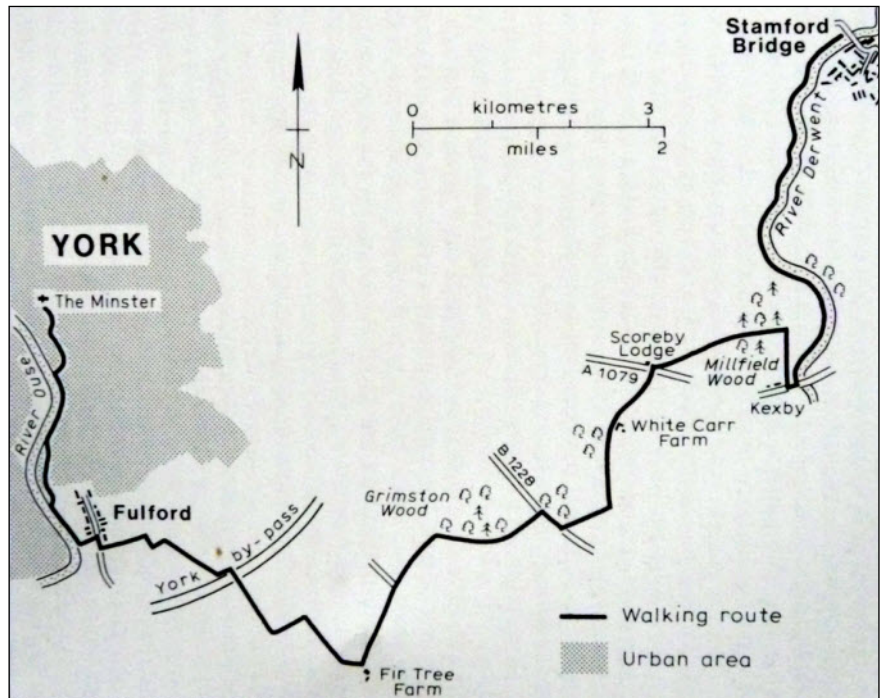 Stamford
Bridge
0 kilometres 3
0 miles 2
N
River Derwent
YORK
The Minster
River Ouse
Scoreby
Lodge
A 1079
Millfield
Wood
Kexby
White Carr
Farm
B 1228
Grimston
Wood
Fulford
York by-pass
Fir Tree
Farm
Walking route
Urban area